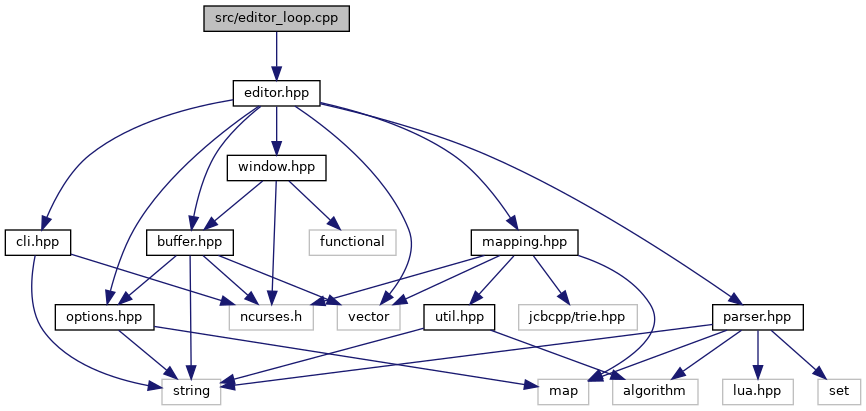 src/editor_loop.cpp
editor.hpp
window.hpp
cli.hpp
buffer.hpp
functional
mapping.hpp
options.hpp
ncurses.h
vector
util.hpp
jcbcpp/trie.hpp
parser.hpp
string
map
algorithm
lua.hpp
set